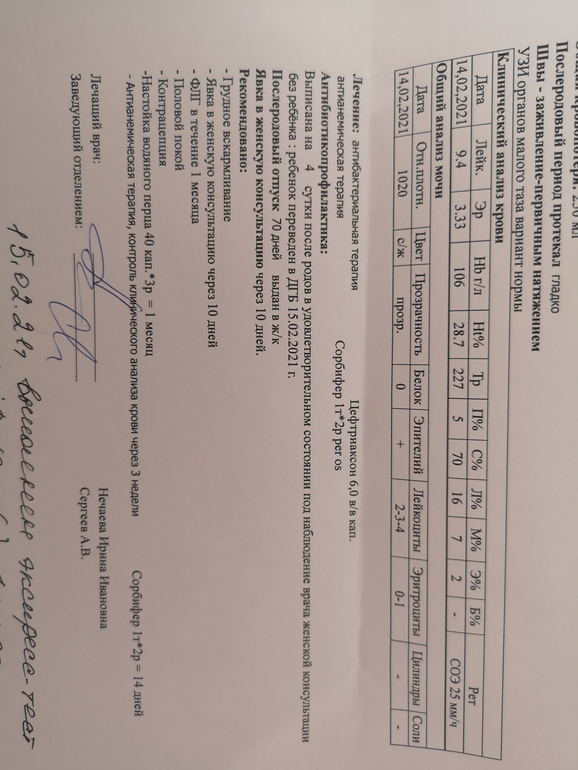 кровопотеря: 250 мл
Послеродовый период протекал гладко
Швы - заживление-первичным натяжением
УЗИ органов малого таза вариант нормы
Клинический анализ крови
Дата Лейк. Эр Hb г/л Ht% Тр П% С% Л% М% Э% Б% Рет
14,02,2021 9.4 3.33 106 28.7 227 5 70 16 7 2 - СОЭ 25 мм/ч
Общий анализ мочи
Дата Отн.плотн. Цвет Прозрачность Белок Эпителий Лейкоциты Эритроциты Цилиндры Соли
14,02,2021 1020 с/ж прозр. 0 + 2-3-4 0-1 - -
Лечение: антибактериальная терапия Цефтриаксон 6,0 в/в кап.
антианемическая терапия Сорбифер 1т*2р per os
Антибиотикопрофилактика:
Выписана на 4 сутки после родов в удовлетворительном состоянии под наблюдение врача женской консультации
без ребёнка : ребенок переведен в ДГБ 15.02.2021 г.
Послеродовый отпуск 70 дней выдан в ж/к
Явка в женскую консультацию через 10 дней.
Рекомендовано:
- Грудное вскармливание
- Явка в женскую консультацию через 10 дней
- ФЛГ в течение 1 месяца
- Половой покой
- Контрацепция
-Настойка водяного перца 40 кап.*3р = 1 месяц
- Антианемическая терапия, контроль клинического анализа крови через 3 недели Сорбифер 1т*2р = 14 дней
Лечащий врач: Нечаева Ирина Ивановна
Заведующий отделением: Сергеев А.В.
15.02.21г экспресс-тест